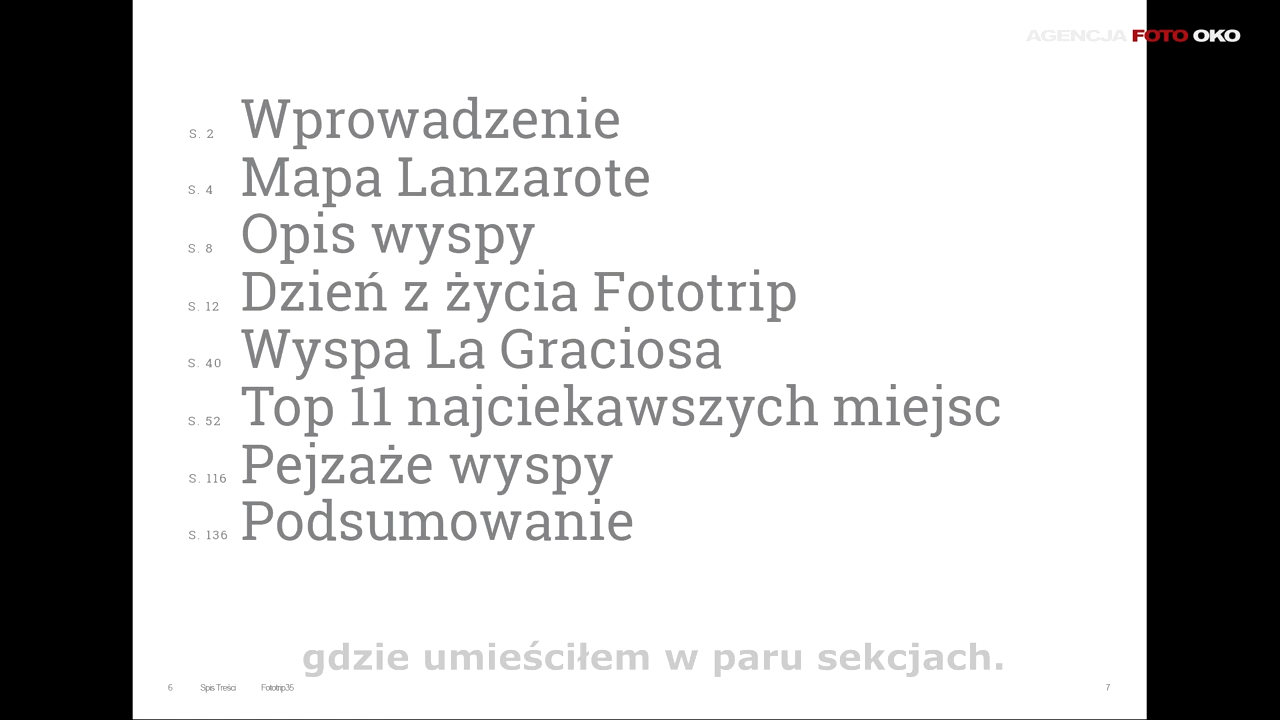 AGENCJA FOTO OKO
S. 2 Wprowadzenie
S. 4 Mapa Lanzarote
S. 8 Opis wyspy
S. 12 Dzień z życia Fototrip
S. 40 Wyspa La Graciosa
S. 52 Top 11 najciekawszych miejsc
S. 116 Pejzaże wyspy
S. 136 Podsumowanie
gdzie umieściłem w paru sekcjach.
6 Spis Treści Fototrip35 7